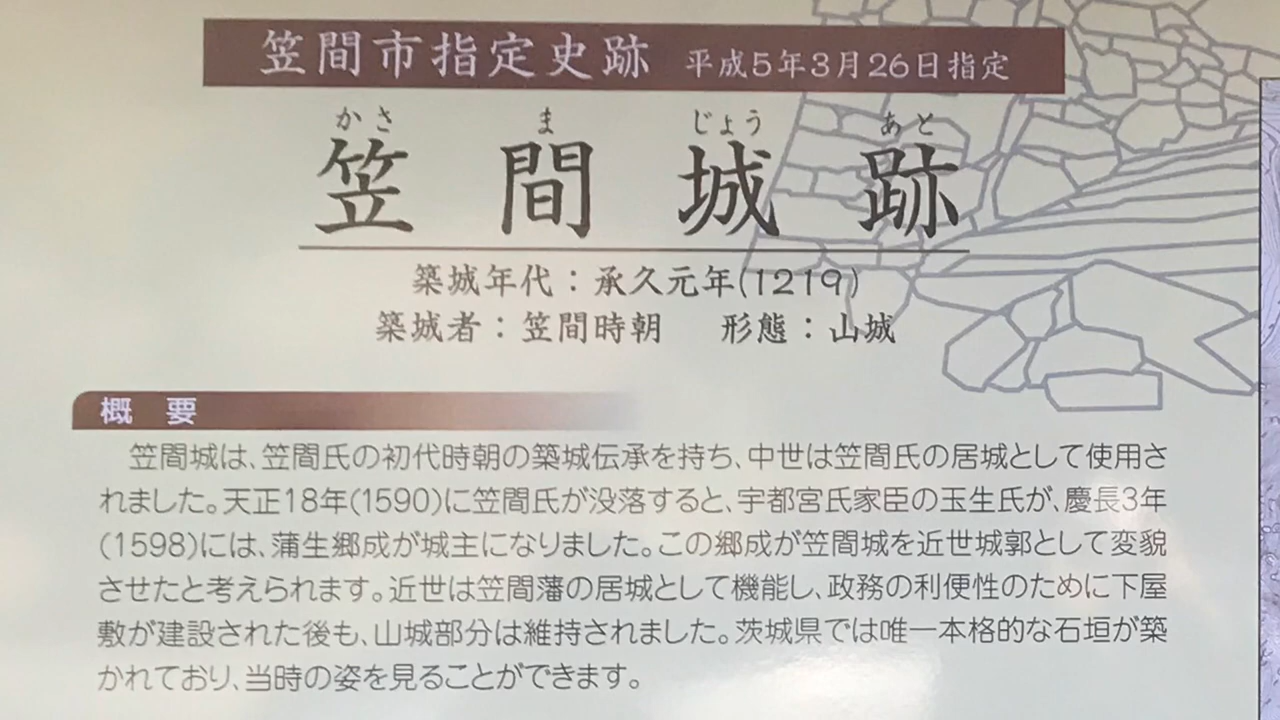 笠間市指定史跡 平成5年3月26日指定
かさ ま じょう あと
笠間城跡
築城年代：承久元年(1219)
築城者：笠間時朝 形態：山城
概 要
笠間城は、笠間氏の初代時朝の築城伝承を持ち、中世は笠間氏の居城として使用さ
れました。天正18年(1590)に笠間氏が没落すると、宇都宮氏家臣の玉生氏が、慶長3年
(1598)には、蒲生郷成が城主になりました。この郷成が笠間城を近世城郭として変貌
させたと考えられます。近世は笠間藩の居城として機能し、政務の利便性のために下屋
敷が建設された後も、山城部分は維持されました。茨城県では唯一本格的な石垣が築
かれており、当時の姿を見ることができます。